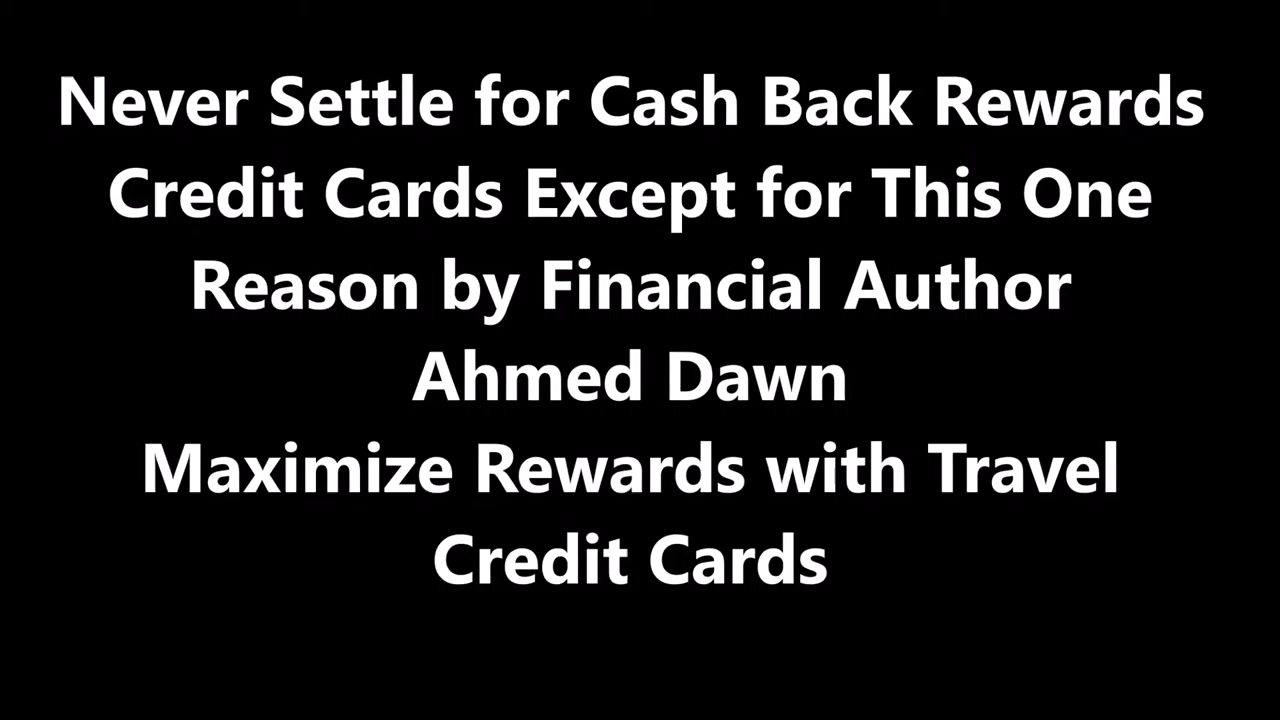 Never Settle for Cash Back Rewards
Credit Cards Except for This One
Reason by Financial Author
Ahmed Dawn
Maximize Rewards with Travel
Credit Cards